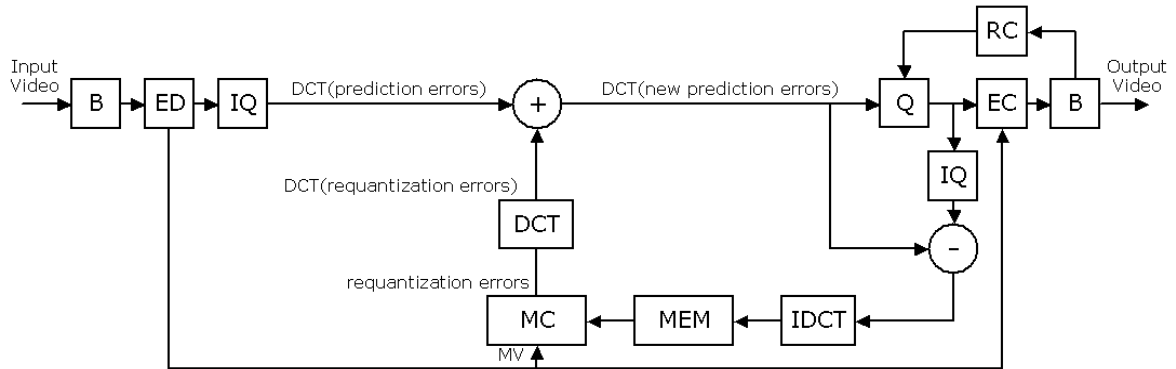 RC
Input
Video
Output
Video
B
ED
IQ
DCT(prediction errors)
+
DCT(new prediction errors)
Q
EC
B
IQ
DCT(requantization errors)
DCT
-
requantization errors
MC
MEM
IDCT
MV